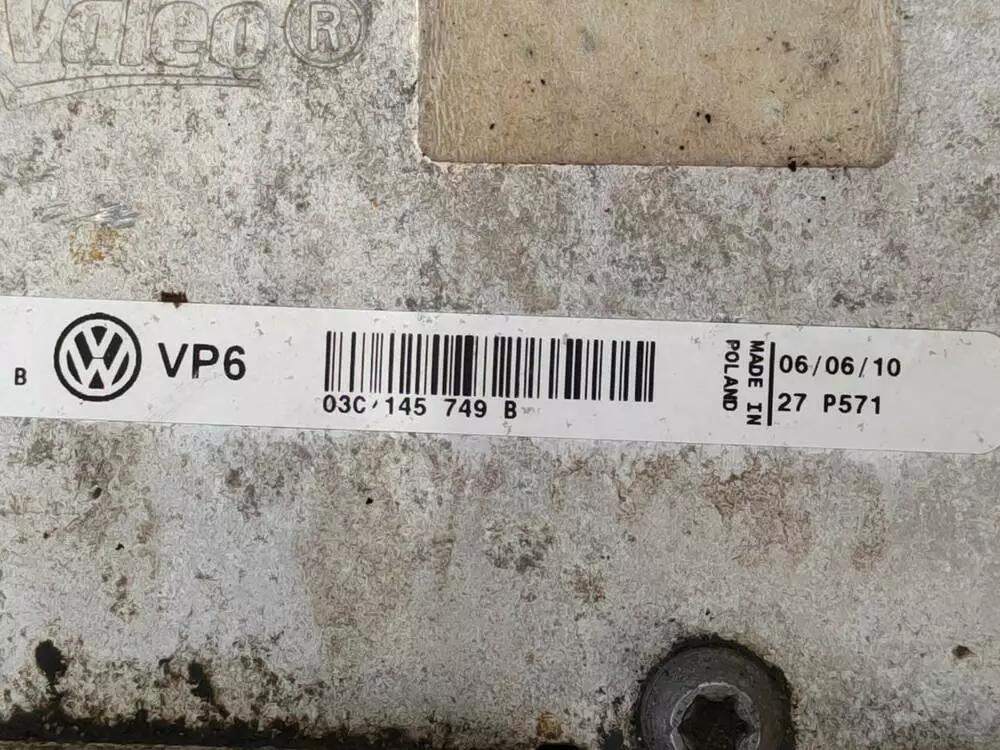 Valeo ®
B VP6
03C 145 749 B
MADE IN
POLAND
06/06/10
27 P571